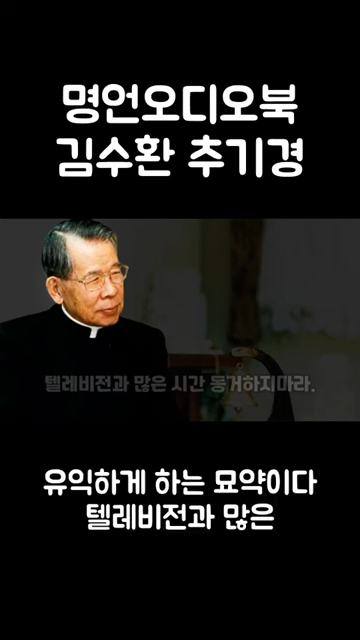 명언오디오북
김수환 추기경
텔레비전과 많은 시간 동거하지마라.
유익하게 하는 묘약이다
텔레비전과 많은